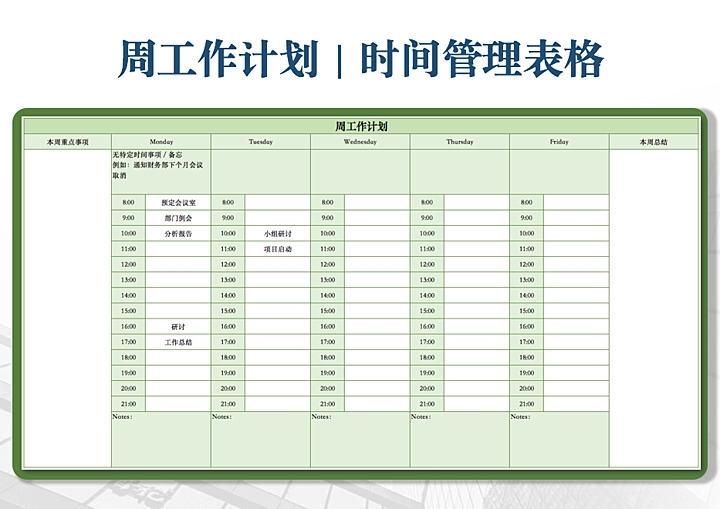 周工作计划 | 时间管理表格
周工作计划
本周重点事项 Monday Tuesday Wednesday Thursday Friday 本周总结
无特定时间事项 / 备忘
例如：通知财务部下个月会议
取消
8:00 预定会议室 8:00 8:00 8:00 8:00
9:00 部门例会 9:00 9:00 9:00 9:00
10:00 分析报告 10:00 小组研讨 10:00 10:00 10:00
11:00 11:00 项目启动 11:00 11:00 11:00
12:00 12:00 12:00 12:00 12:00
13:00 13:00 13:00 13:00 13:00
14:00 14:00 14:00 14:00 14:00
15:00 15:00 15:00 15:00 15:00
16:00 研讨 16:00 16:00 16:00 16:00
17:00 工作总结 17:00 17:00 17:00 17:00
18:00 18:00 18:00 18:00 18:00
19:00 19:00 19:00 19:00 19:00
20:00 20:00 20:00 20:00 20:00
21:00 21:00 21:00 21:00 21:00
Notes： Notes： Notes： Notes： Notes：